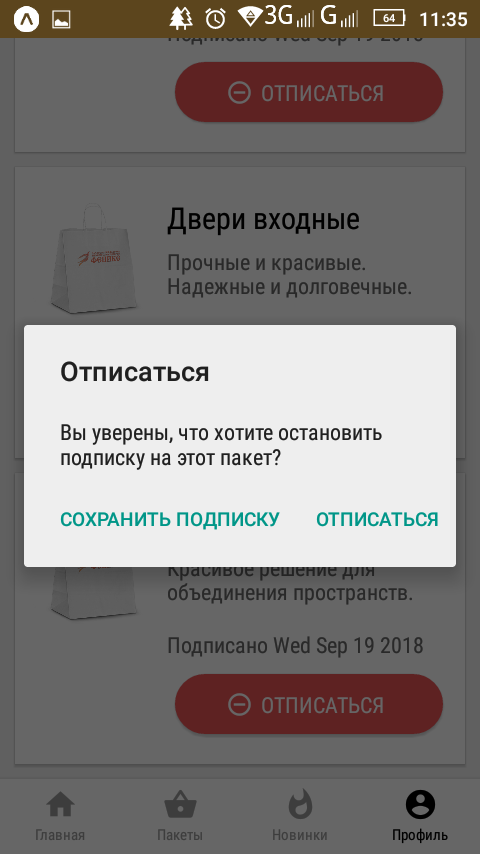 3G
G
64
11:35
Подписано Wed Sep 19 2018
ОТПИСАТЬСЯ
Двери входные
Прочные и красивые.
Надежные и долговечные.
Отписаться
Вы уверены, что хотите остановить
подписку на этот пакет?
СОХРАНИТЬ ПОДПИСКУ
ОТПИСАТЬСЯ
Красивое решение для
объединения пространств.
Подписано Wed Sep 19 2018
ОТПИСАТЬСЯ
Главная
Пакеты
Новинки
Профиль